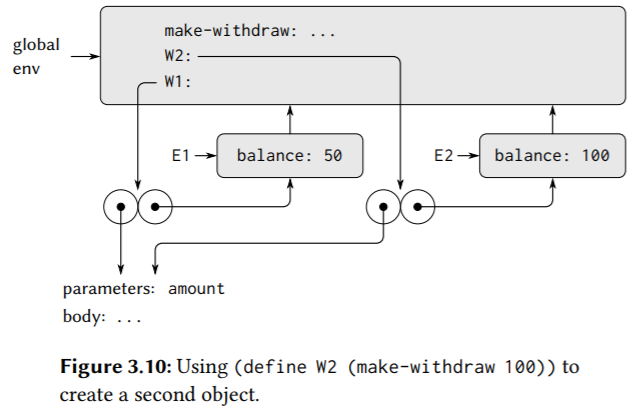 make-withdraw: ...
global
env
W2:
W1:
E1
balance: 50
E2
balance: 100
parameters: amount
body: ...
Figure 3.10: Using (define W2 (make-withdraw 100)) to
create a second object.